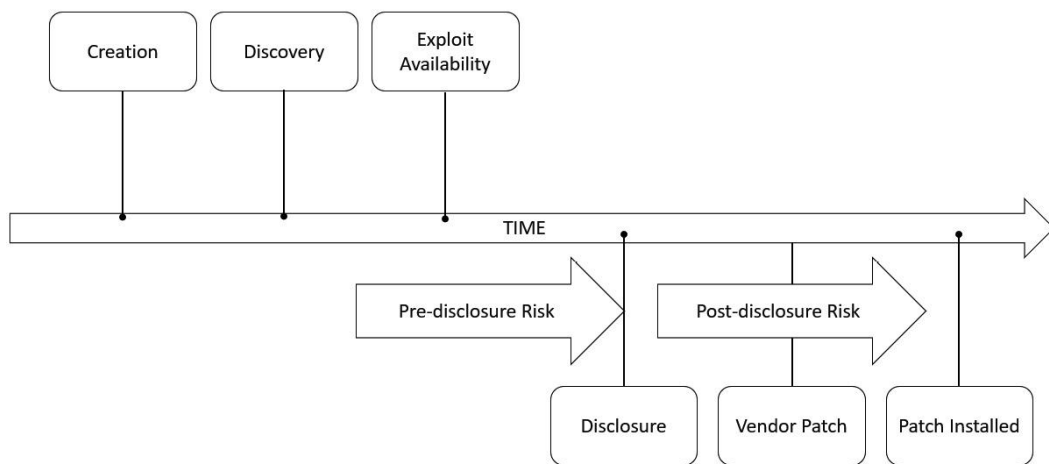 Creation
Discovery
Exploit
Availability
TIME
Pre-disclosure Risk
Post-disclosure Risk
Disclosure
Vendor Patch
Patch Installed